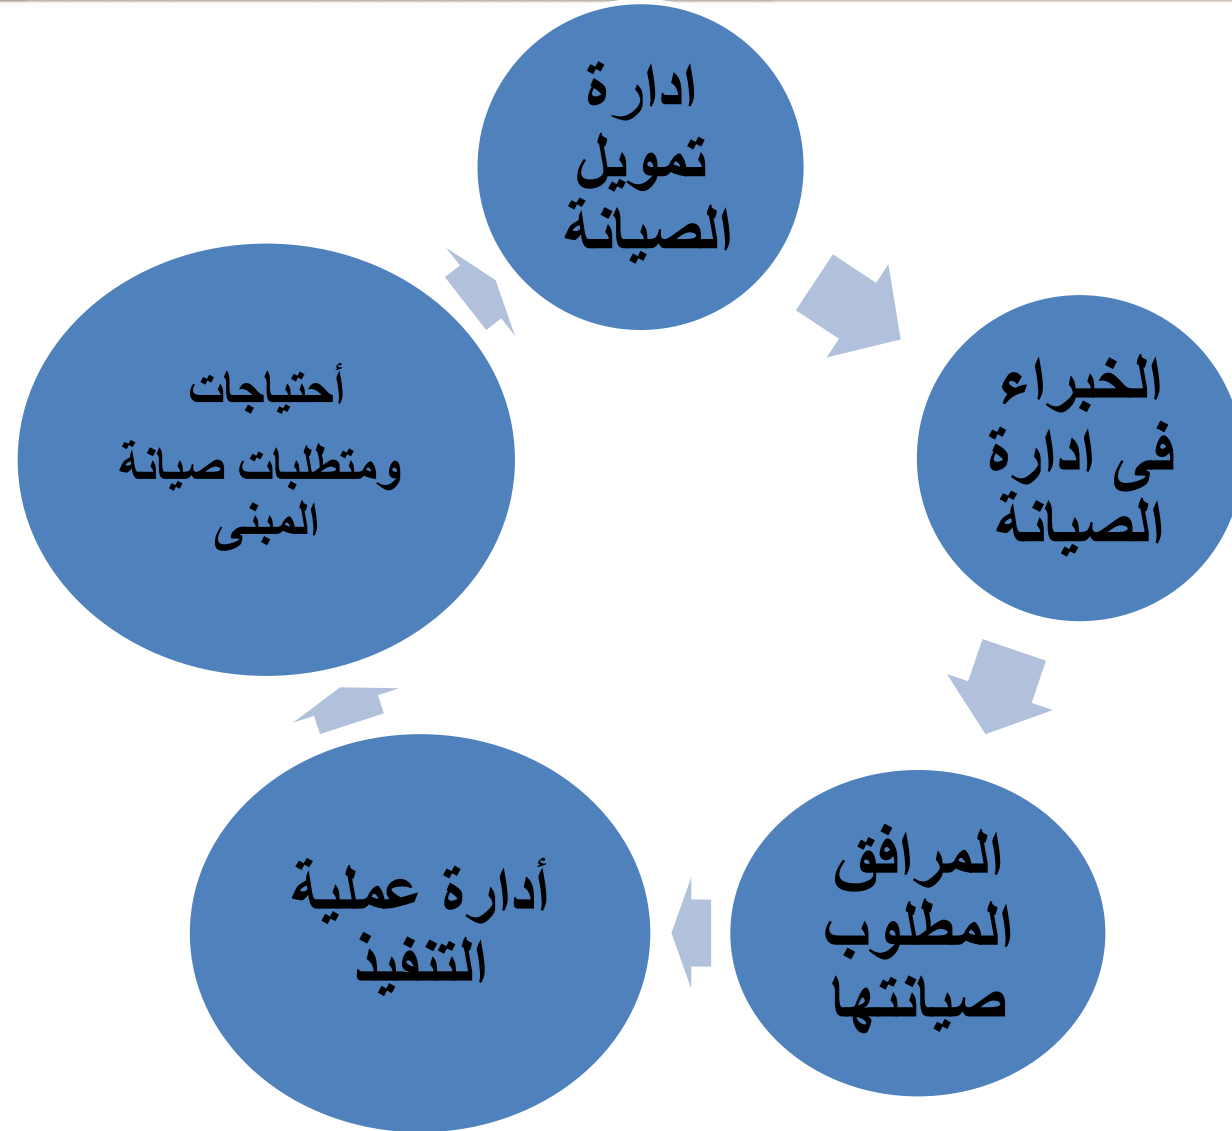 ادارة
تمويل
الصيانة
الخبراء
فى ادارة
الصيانة
المرافق
المطلوب
صيانتها
أدارة عملية
التنفيذ
أحتياجات
ومتطلبات صيانة
المبنى